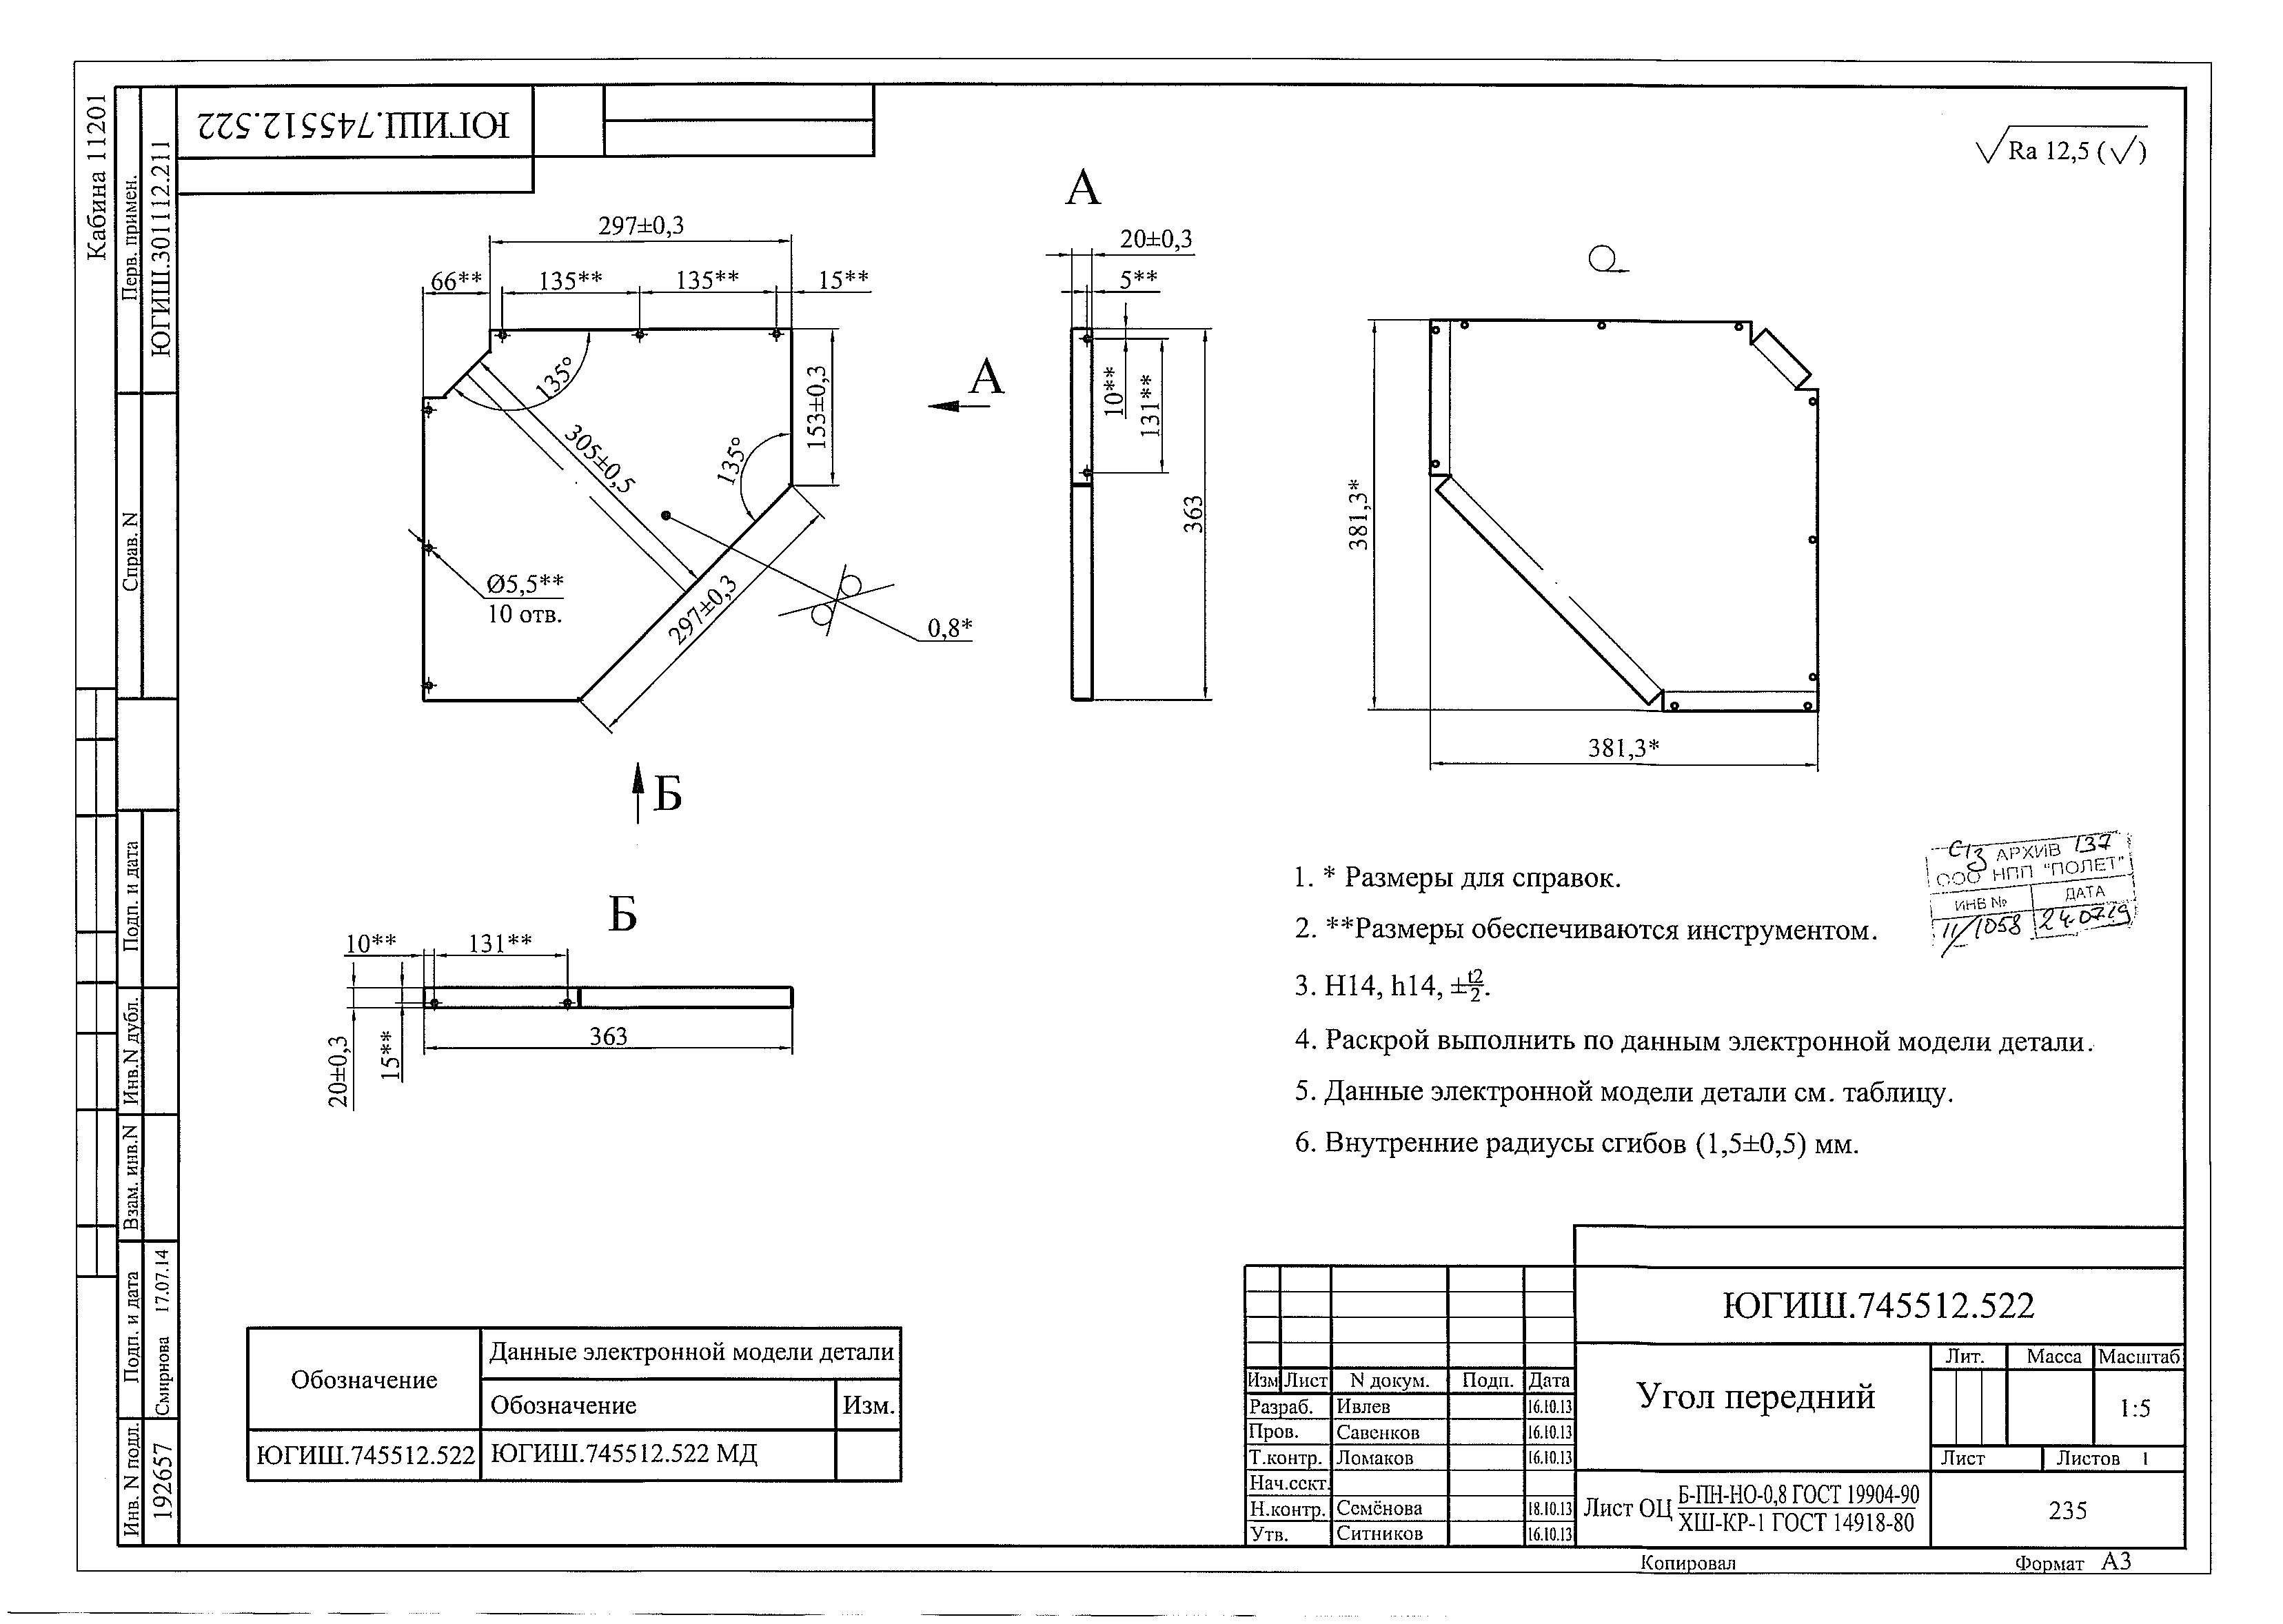 Кабина 11201
Перв. примен.
ЮГИШ.301112.211
Справ. N
Подп. и дата
Инв.N дубл.
Взам. инв.N
Подп. и дата
Смирнова 17.07.14
Инв. N подл.
192657
ЮГИШ.745512.522
Ra 12,5 (√)
297±0,3
66**
135**
135**
15**
135°
305±0,5
153±0,3
135°
297±0,3
Ø5,5**
10 отв.
0,8*
А
Б
А
20±0,3
5**
10**
131**
363
381,3*
381,3*
Б
10**
131**
20±0,3
15**
363
1. * Размеры для справок.
2. **Размеры обеспечиваются инструментом.
3. H14, h14, ±t2/2.
4. Раскрой выполнить по данным электронной модели детали.
5. Данные электронной модели детали см. таблицу.
6. Внутренние радиусы сгибов (1,5±0,5) мм.
АРХИВ 137
ООО НПП "ПОЛЕТ"
ИНВ № ДАТА
11/1058 24.07.19
Обозначение
Данные электронной модели детали
Обозначение Изм.
ЮГИШ.745512.522 ЮГИШ.745512.522 МД
ЮГИШ.745512.522
Изм Лист N докум. Подп. Дата
Разраб. Ивлев 16.10.13
Пров. Савенков 16.10.13
Т.контр. Ломаков 16.10.13
Нач.сект.
Н.контр. Семёнова 18.10.13
Утв. Ситников 16.10.13
Угол передний
Лит. Масса Масштаб
1:5
Лист Листов 1
Лист ОЦ Б-ПН-НО-0,8 ГОСТ 19904-90
ХШ-КР-1 ГОСТ 14918-80
235
Копировал Формат А3